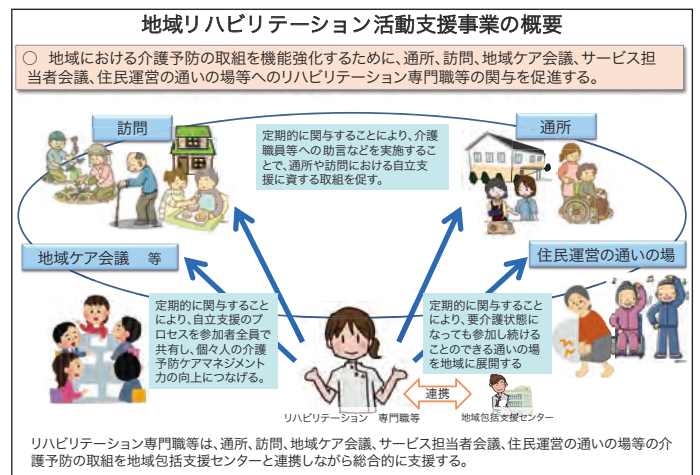 地域リハビリテーション活動支援事業の概要
○ 地域における介護予防の取組を機能強化するために、通所、訪問、地域ケア会議、サービス担
当者会議、住民運営の通いの場等へのリハビリテーション専門職等の関与を促進する。
訪問
定期的に関与することにより、介護
職員等への助言などを実施するこ
とで、通所や訪問における自立支
援に資する取組を促す。
通所
地域ケア会議 等
住民運営の通いの場
定期的に関与すること
により、自立支援のプ
ロセスを参加者全員で
共有し、個々人の介護
予防ケアマネジメント
力の向上につなげる。
定期的に関与すること
により、要介護状態に
なっても参加し続ける
ことのできる通いの場
を地域に展開する
連携
リハビリテーション 専門職等
地域包括支援センター
リハビリテーション専門職等は、通所、訪問、地域ケア会議、サービス担当者会議、住民運営の通いの場等の介
護予防の取組を地域包括支援センターと連携しながら総合的に支援する。